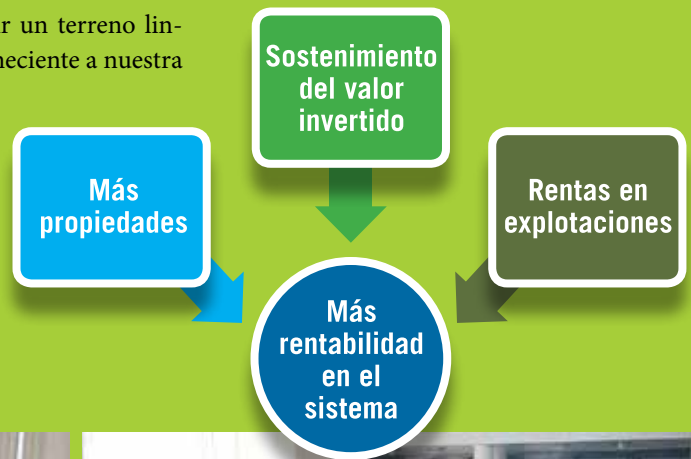 un terreno lin-
neciente a nuestra
Sostenimiento
del valor
invertido
Más
propiedades
Rentas en
explotaciones
Más
rentabilidad
en el
sistema